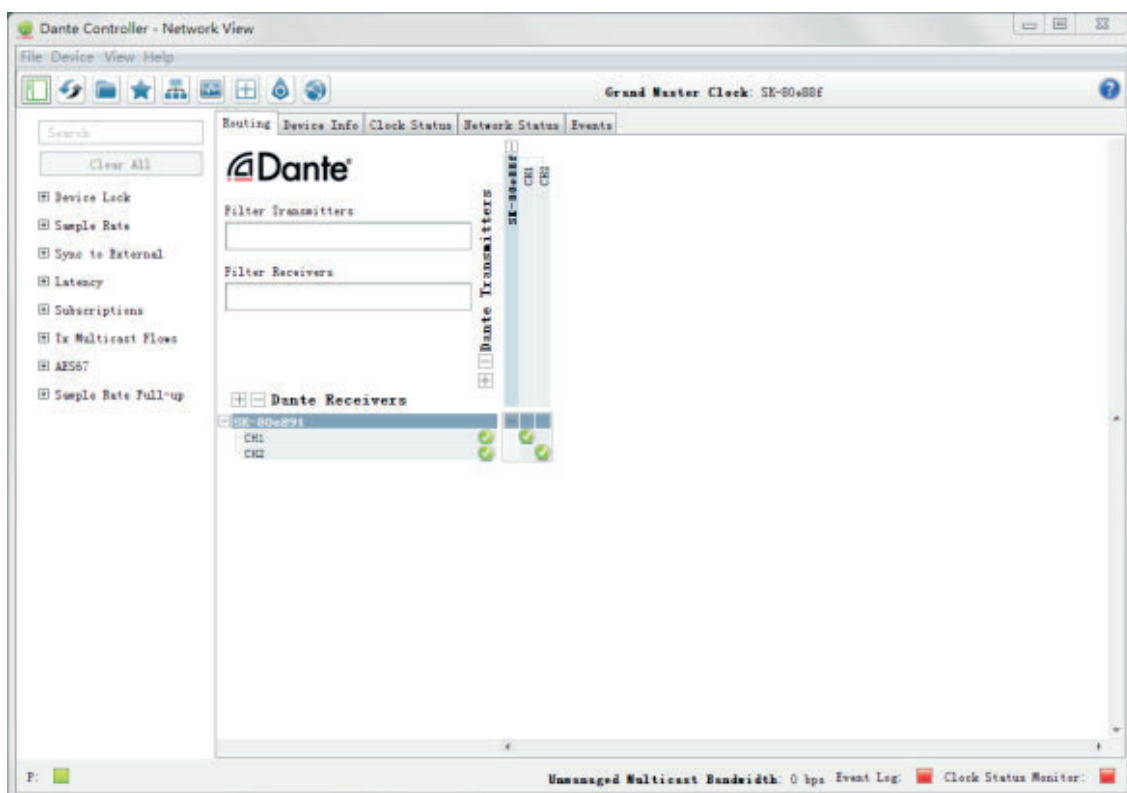 Dante Controller - Network View
File Device View Help
Grand Master Clock: SK-80e88f
Search
Clear All
Device Lock
Sample Rate
Sync to External
Latency
Subscriptions
Tx Multicast Flows
AES67
Sample Rate Pull-up
Routing Device Info Clock Status Network Status Events
Dante
Filter Transmitters
Filter Receivers
Dante Transmitters
SK-80e88f
CH1
CH2
Dante Receivers
SK-80e891
CH1
CH2
P:
Unmanaged Multicast Bandwidth: 0 bps Event Log: Clock Status Monitor: